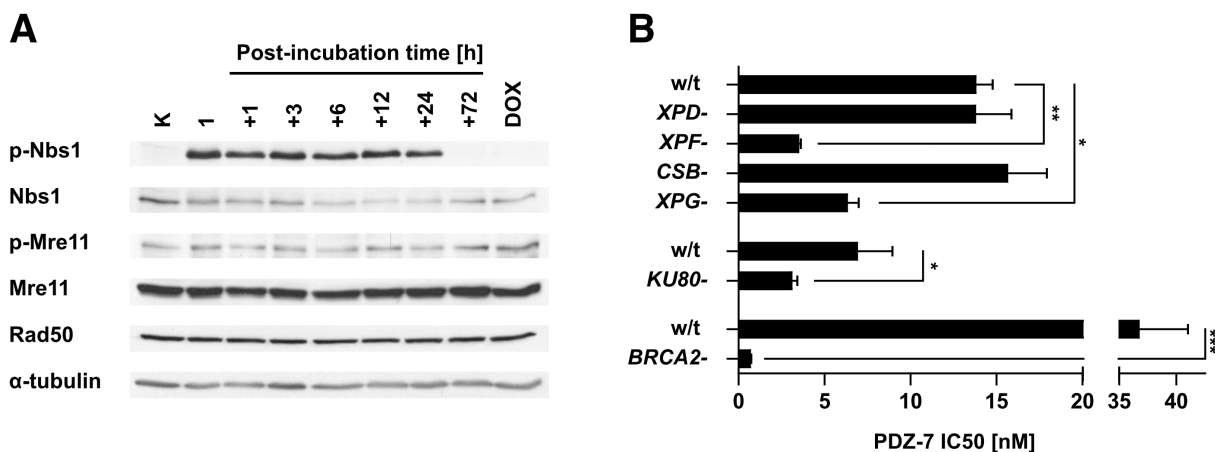 A
Post-incubation time [h]
K 1 +1 +3 +6 +12 +24 +72 DOX
p-Nbs1
Nbs1
p-Mre11
Mre11
Rad50
α-tubulin
B
w/t
XPD-
XPF-
CSB-
XPG-
**
*
w/t
KU80-
*
w/t
BRCA2-
***
0 5 10 15 20 35 40
PDZ-7 IC50 [nM]